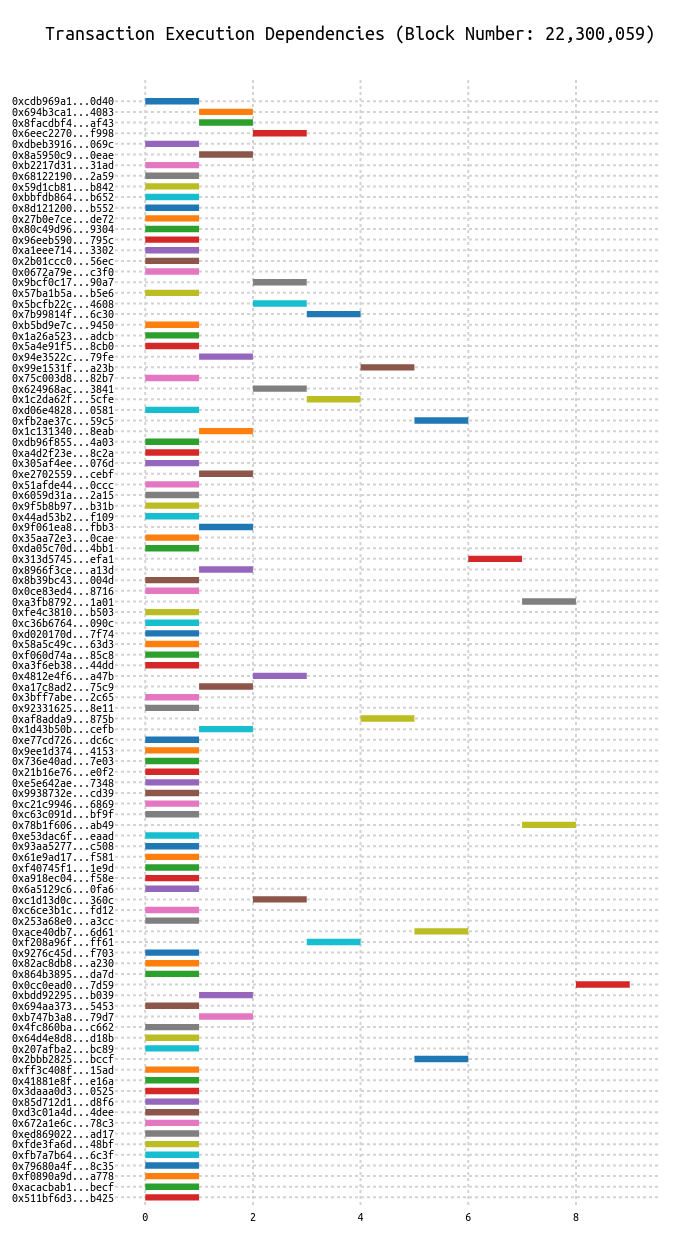 Transaction Execution Dependencies (Block Number: 22,300,059)
0xcdb969a1...0d40
0x694b3ca1...4083
0x8facdbf4...af43
0x6eec2270...f998
0xdbeb3916...069c
0x8a5950c9...0eae
0xb2217d31...31ad
0x68122190...2a59
0x59d1cb81...b842
0xbbfdb864...b652
0x8d121200...b552
0x27b0e7ce...de72
0x80c49d96...9304
0x96eeb590...795c
0xa1eee714...3302
0x2b01ccc0...56ec
0x0672a79e...c3f0
0x9bcf0c17...90a7
0x57ba1b5a...b5e6
0x5bcfb22c...4608
0x7b99814f...6c30
0xb5bd9e7c...9450
0x1a26a523...adcb
0x5a4e91f5...8cb0
0x94e3522c...79fe
0x99e1531f...a23b
0x75c003d8...82b7
0x624968ac...3841
0x1c2da62f...5cfe
0xd06e4828...0581
0xfb2ae37c...59c5
0x1c131340...8eab
0xdb96f855...4a03
0xa4d2f23e...8c2a
0x305af4ee...076d
0xe2702559...cebf
0x51afde44...0ccc
0x6059d31a...2a15
0x9f5b8b97...b31b
0x44ad53b2...f109
0x9f061ea8...fbb3
0x35aa72e3...0cae
0xda05c70d...4bb1
0x313d5745...efa1
0x8966f3ce...a13d
0x8b39bc43...004d
0x0ce83ed4...8716
0xa3fb8792...1a01
0xfe4c3810...b503
0xc36b6764...090c
0xd020170d...7f74
0x58a5c49c...63d3
0xf060d74a...85c8
0xa3f6eb38...44dd
0x4812e4f6...a47b
0xa17c8ad2...75c9
0x3bff7abe...2c65
0x92331625...8e11
0xaf8adda9...875b
0x1d43b50b...cefb
0xe77cd726...dc6c
0x9ee1d374...4153
0x736e40ad...7e03
0x21b16e76...e0f2
0xe5e642ae...7348
0x9938732e...cd39
0xc21c9946...6869
0xc63c091d...bf9f
0x78b1f606...ab49
0xe53dac6f...eaad
0x93aa5277...c508
0x61e9ad17...f581
0xf40745f1...1e9d
0xa918ec04...f58e
0x6a5129c6...0fa6
0xc1d13d0c...360c
0xc6ce3b1c...fd12
0x253a68e0...a3cc
0xace40db7...6d61
0xf208a96f...ff61
0x9276c45d...f703
0x82ac8db8...a230
0x864b3895...da7d
0x0cc0ead0...7d59
0xbdd92295...b039
0x694aa373...5453
0xb747b3a8...79d7
0x4fc860ba...c662
0x64d4e8d8...d18b
0x207afba2...bc89
0x2bbb2825...bccf
0xff3c408f...15ad
0x41881e8f...e16a
0x3daaa0d3...0525
0x85d712d1...d8f6
0xd3c01a4d...4dee
0x672a1e6c...78c3
0xed869022...ad17
0xfde3fa6d...48bf
0xfb7a7b64...6c3f
0x79680a4f...8c35
0xf0890a9d...a778
0xacacbab1...becf
0x511bf6d3...b425
0 2 4 6 8